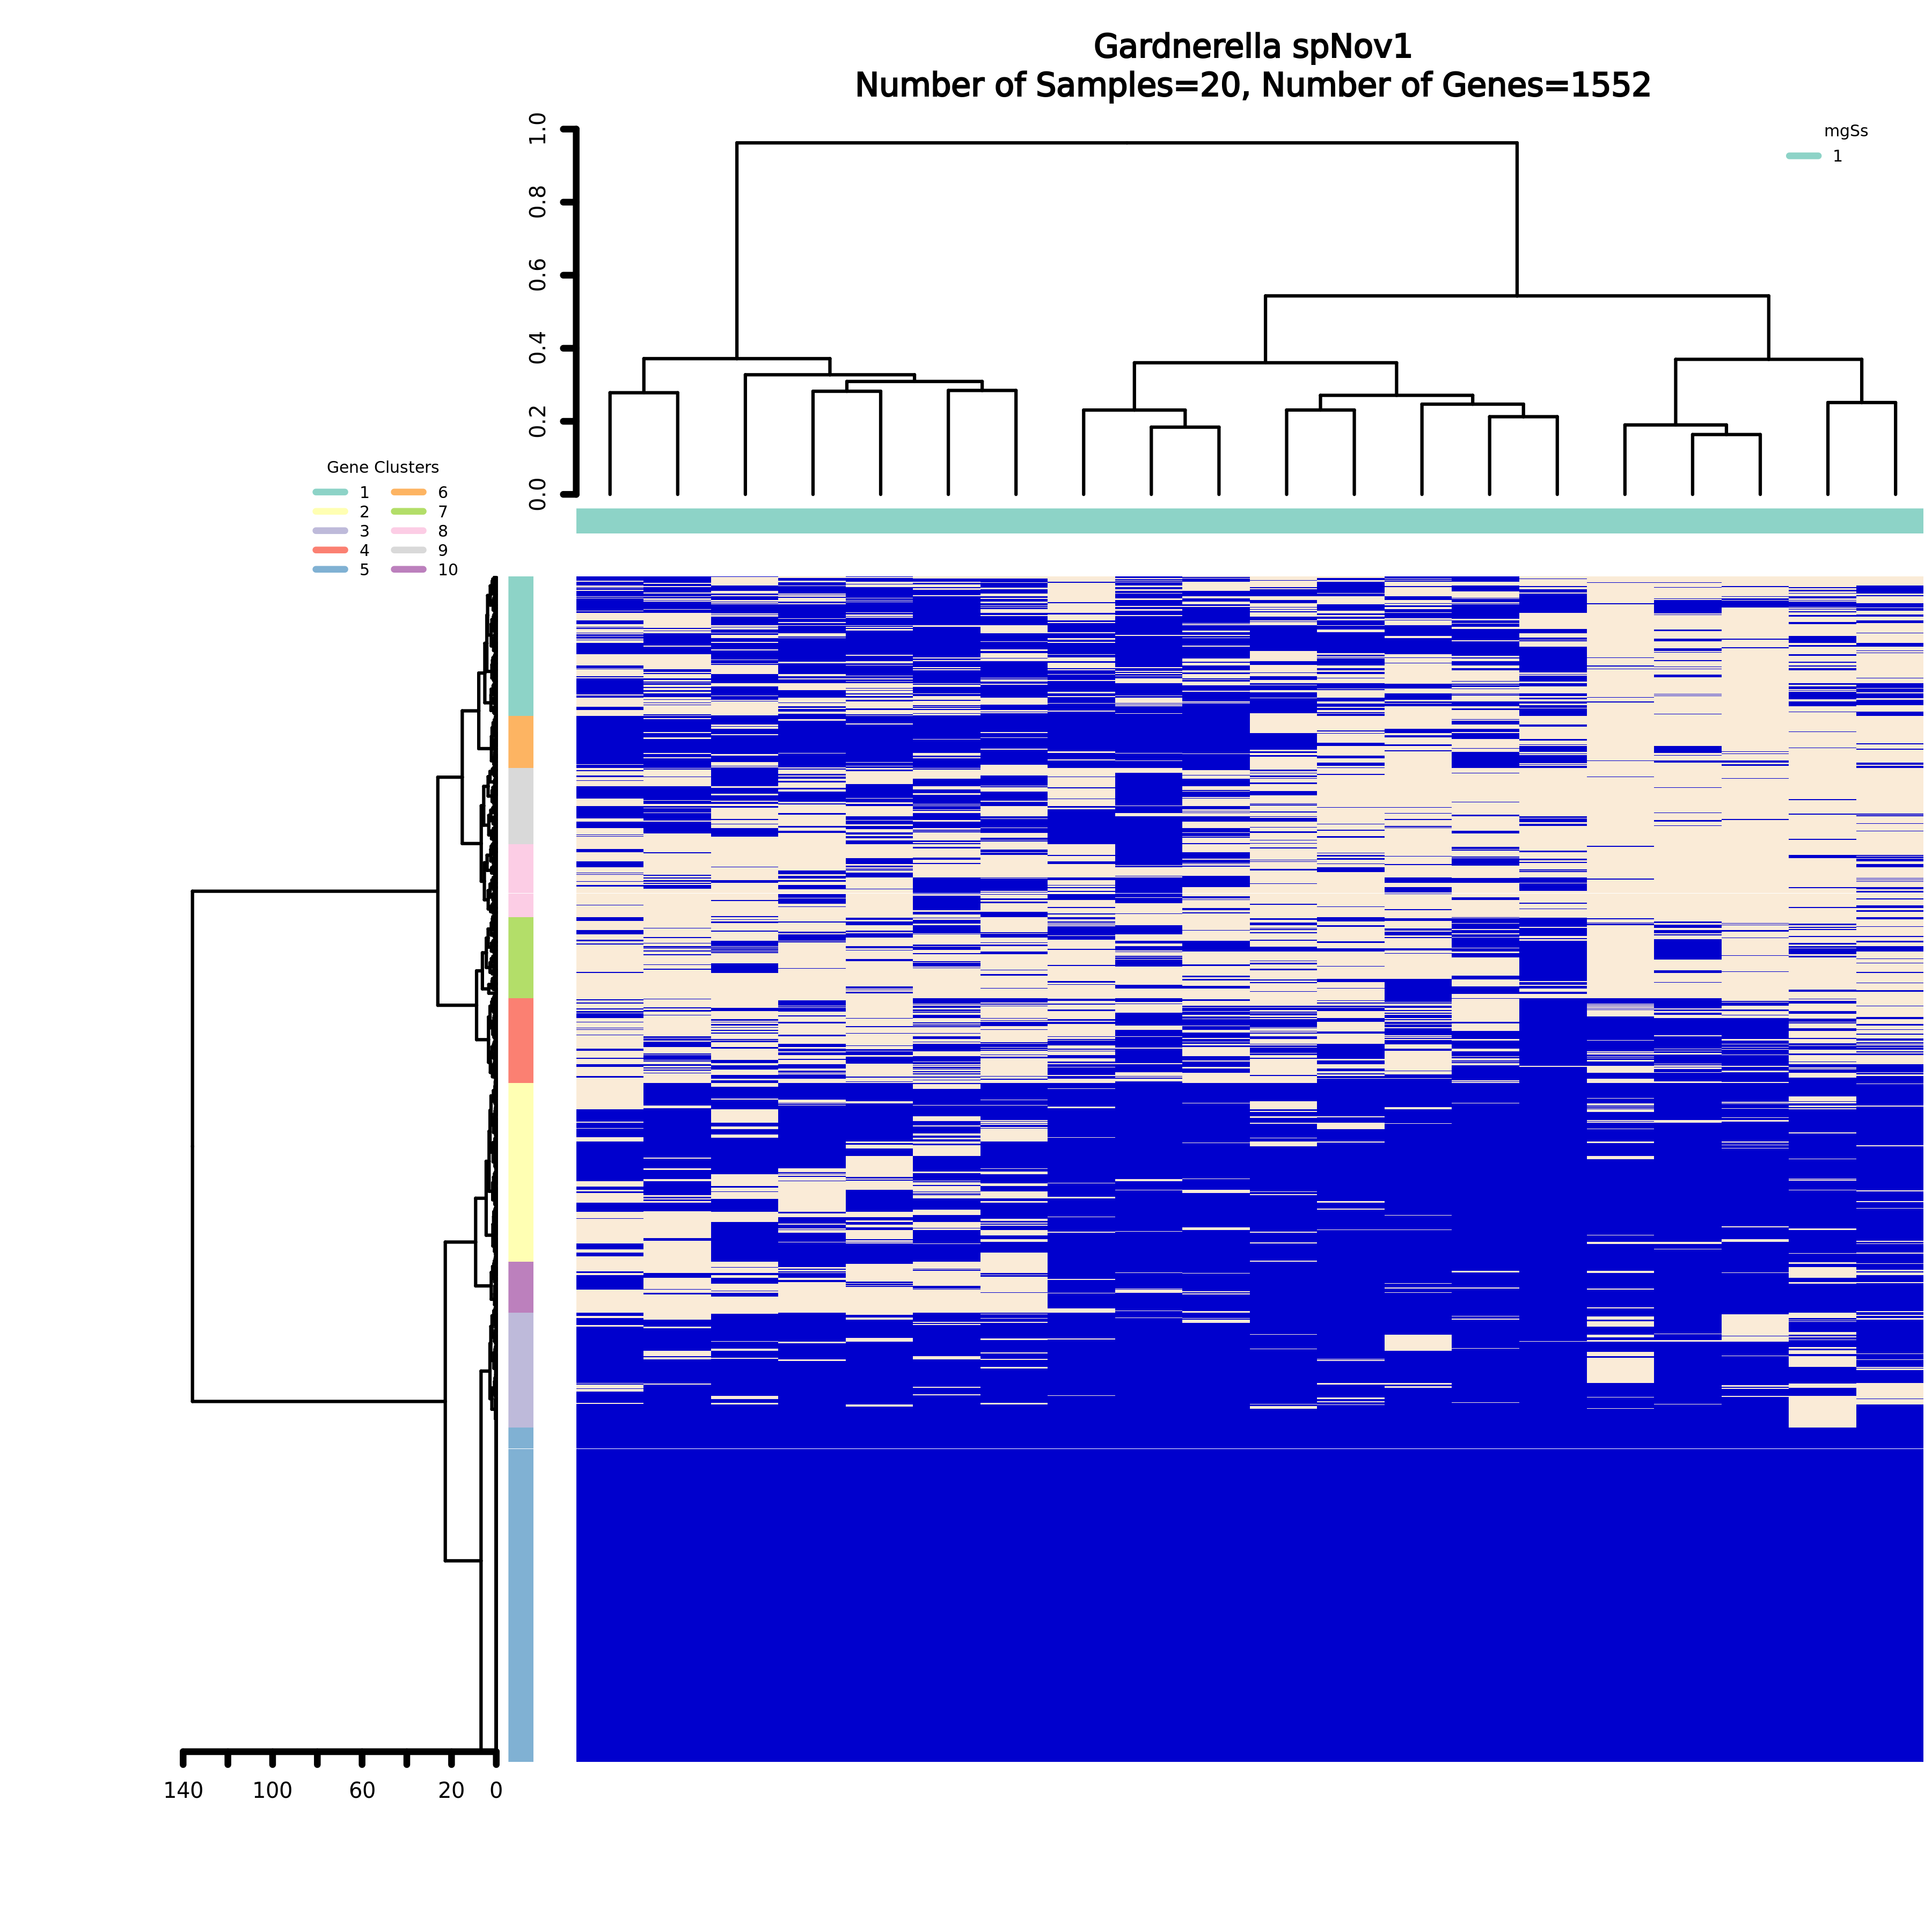 Gardnerella spNov1
Number of Samples=20, Number of Genes=1552
mgSs
1
1.0
0.8
0.6
0.4
0.2
0.0
Gene Clusters
1 6
2 7
3 8
4 9
5 10
140 100 60 20 0